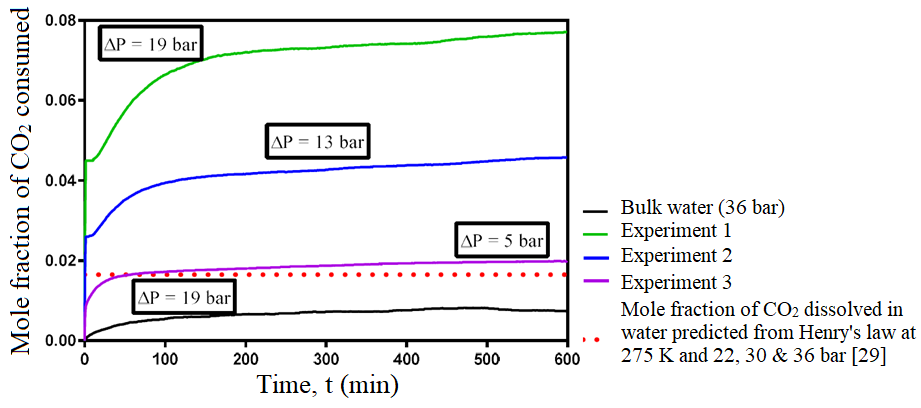 Mole fraction of CO₂ consumed
0.08
0.06
0.04
0.02
0.00
ΔP = 19 bar
ΔP = 13 bar
ΔP = 5 bar
ΔP = 19 bar
0
100
200
300
400
500
600
Time, t (min)
Bulk water (36 bar)
Experiment 1
Experiment 2
Experiment 3
Mole fraction of CO₂ dissolved in
water predicted from Henry's law at
275 K and 22, 30 & 36 bar [29]